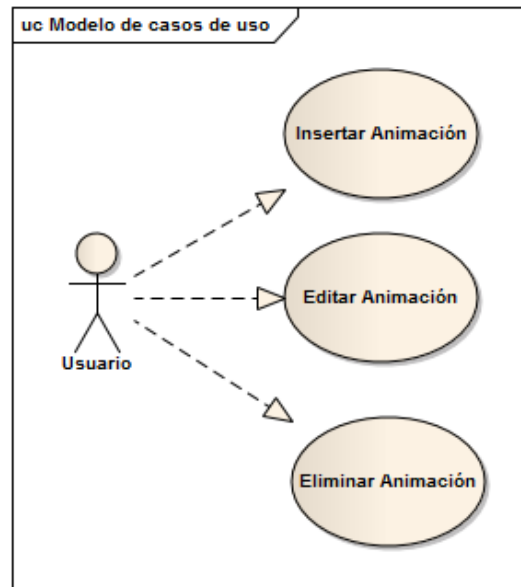 uc Modelo de casos de uso
Insertar Animación
Editar Animación
Usuario
Eliminar Animación